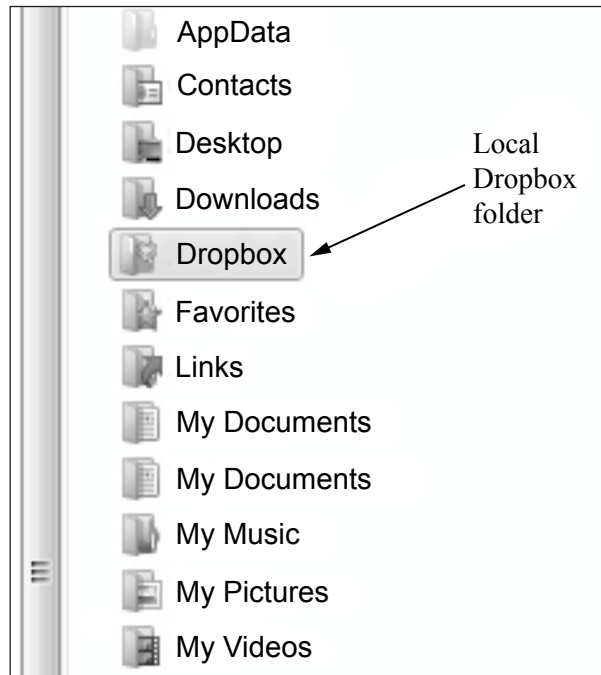 AppData
Contacts
Desktop
Downloads
Dropbox
Favorites
Links
My Documents
My Documents
My Music
My Pictures
My Videos
Local
Dropbox
folder